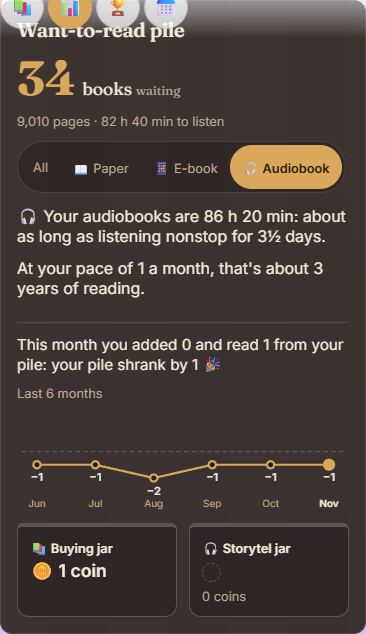 Want-to-read pile
34 books waiting
9,010 pages · 82 h 40 min to listen
All Paper E-book Audiobook
Your audiobooks are 86 h 20 min: about
as long as listening nonstop for 3½ days.
At your pace of 1 a month, that's about 3
years of reading.
This month you added 0 and read 1 from your
pile: your pile shrank by 1
Last 6 months
−1 −1 −2 −1 −1 −1
Jun Jul Aug Sep Oct Nov
Buying jar
1 coin
Storytel jar
0 coins